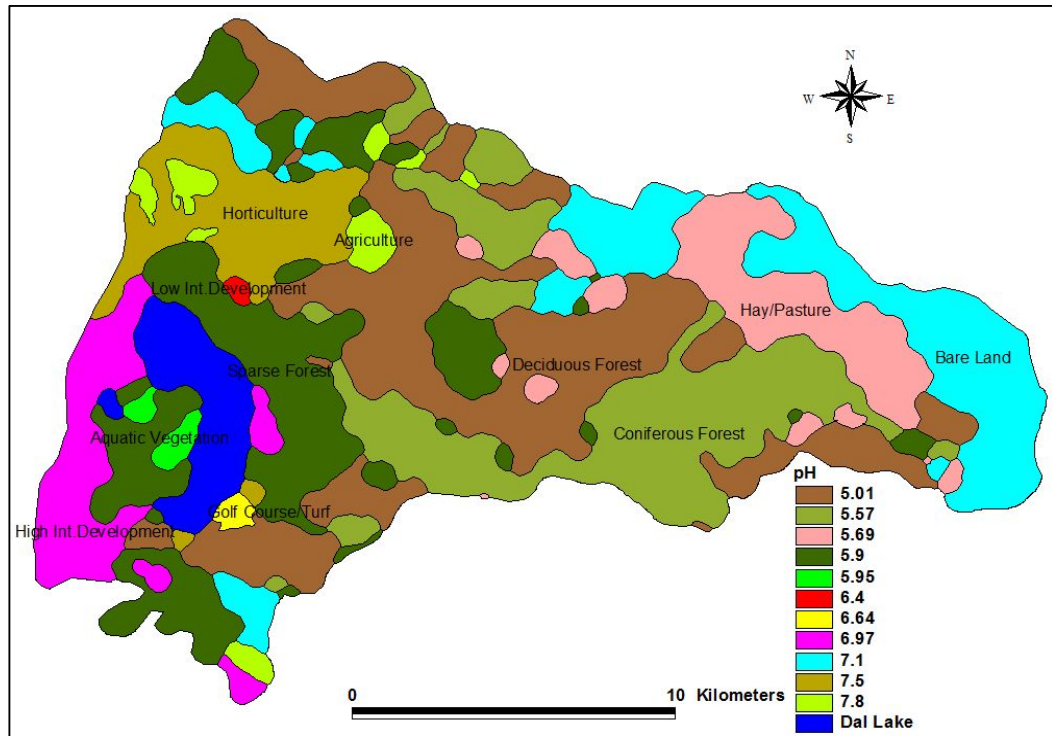 N
W E
S
Horticulture
Agriculture
Low Int.Development
Hay/Pasture
Bare Land
Sparse Forest
Deciduous Forest
Aquatic Vegetation
Coniferous Forest
Golf Course/Turf
High Int.Development
pH
5.01
5.57
5.69
5.9
5.95
6.4
6.64
6.97
7.1
7.5
7.8
Dal Lake
0 10 Kilometers